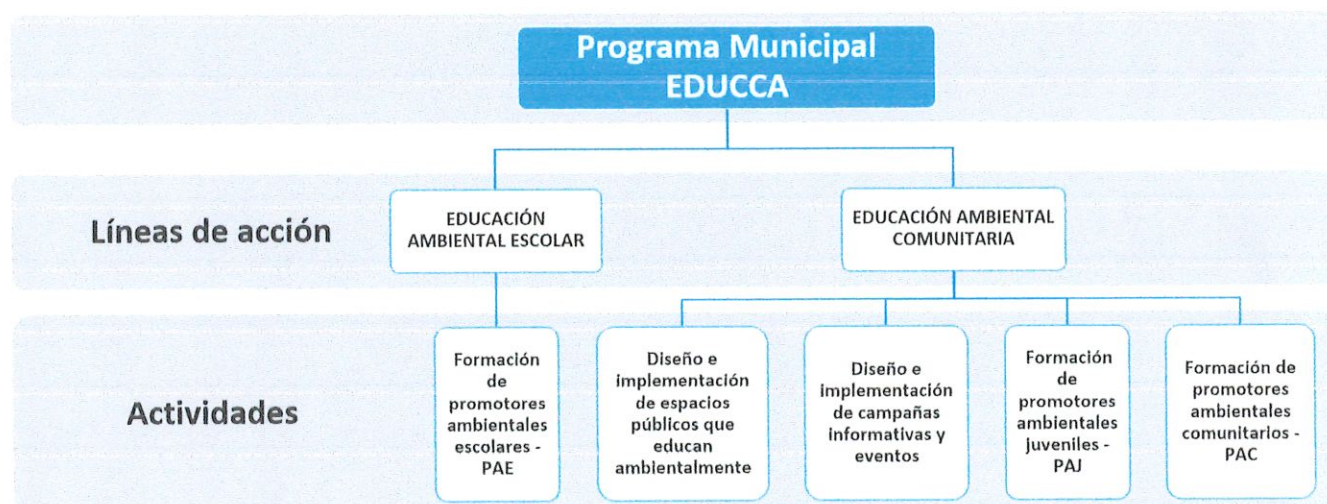 Programa Municipal
EDUCCA
Líneas de acción
EDUCACIÓN
AMBIENTAL ESCOLAR
EDUCACIÓN AMBIENTAL
COMUNITARIA
Actividades
Formación
de
promotores
ambientales
escolares -
PAE
Diseño e
implementación
de espacios
públicos que
educan
ambientalmente
Diseño e
implementación
de campañas
informativas y
eventos
Formación
de
promotores
ambientales
juveniles -
PAJ
Formación de
promotores
ambientales
comunitarios -
PAC